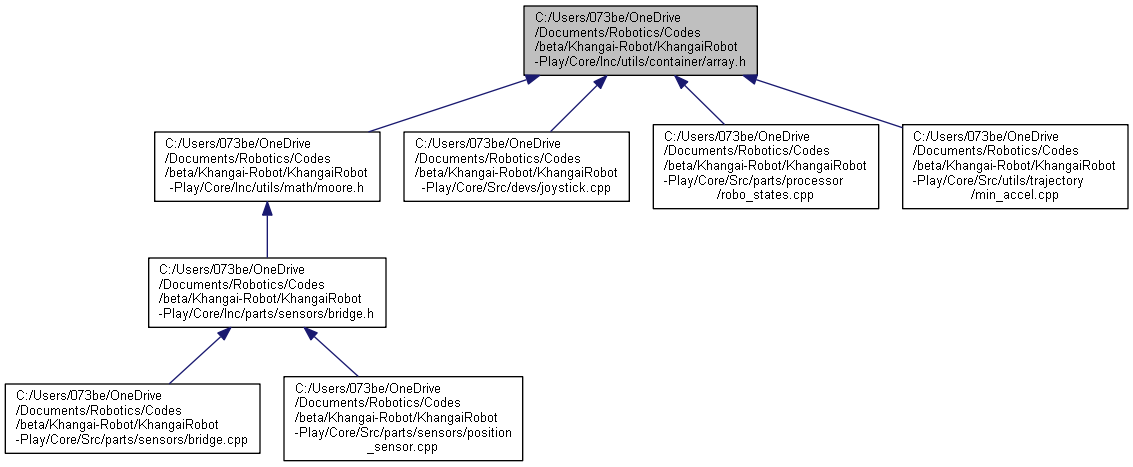 C:/Users/073be/OneDrive
/Documents/Robotics/Codes
/beta/Khangai-Robot/KhangaiRobot
-Play/Core/Inc/utils/container/array.h
C:/Users/073be/OneDrive
/Documents/Robotics/Codes
/beta/Khangai-Robot/KhangaiRobot
-Play/Core/Inc/utils/math/moore.h
C:/Users/073be/OneDrive
/Documents/Robotics/Codes
/beta/Khangai-Robot/KhangaiRobot
-Play/Core/Src/devs/joystick.cpp
C:/Users/073be/OneDrive
/Documents/Robotics/Codes
/beta/Khangai-Robot/KhangaiRobot
-Play/Core/Src/parts/processor
/robo_states.cpp
C:/Users/073be/OneDrive
/Documents/Robotics/Codes
/beta/Khangai-Robot/KhangaiRobot
-Play/Core/Src/utils/trajectory
/min_accel.cpp
C:/Users/073be/OneDrive
/Documents/Robotics/Codes
/beta/Khangai-Robot/KhangaiRobot
-Play/Core/Inc/parts/sensors/bridge.h
C:/Users/073be/OneDrive
/Documents/Robotics/Codes
/beta/Khangai-Robot/KhangaiRobot
-Play/Core/Src/parts/sensors/bridge.cpp
C:/Users/073be/OneDrive
/Documents/Robotics/Codes
/beta/Khangai-Robot/KhangaiRobot
-Play/Core/Src/parts/sensors/position
_sensor.cpp